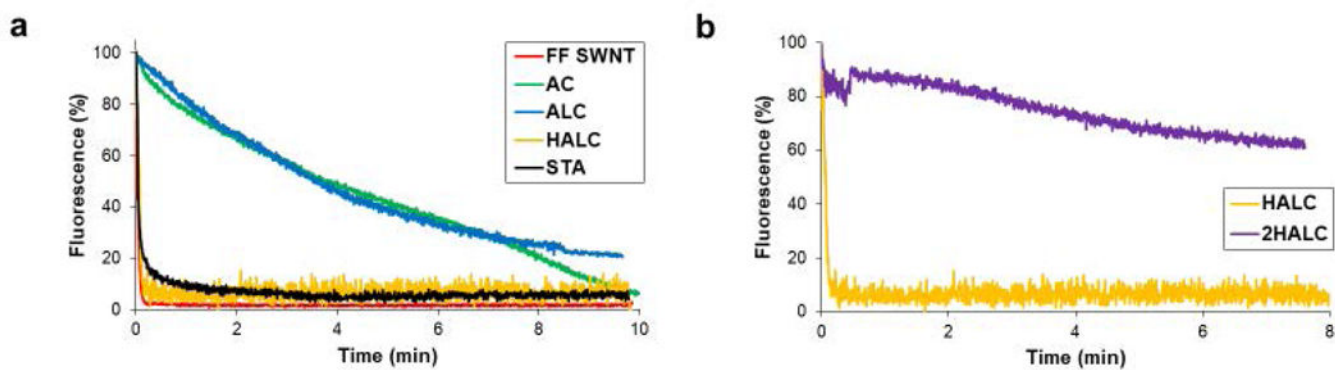 a
Fluorescence (%)
100
80
60
40
20
0
0 2 4 6 8 10
Time (min)
FF SWNT
AC
ALC
HALC
STA
b
Fluorescence (%)
100
80
60
40
20
0
0 2 4 6 8
Time (min)
HALC
2HALC